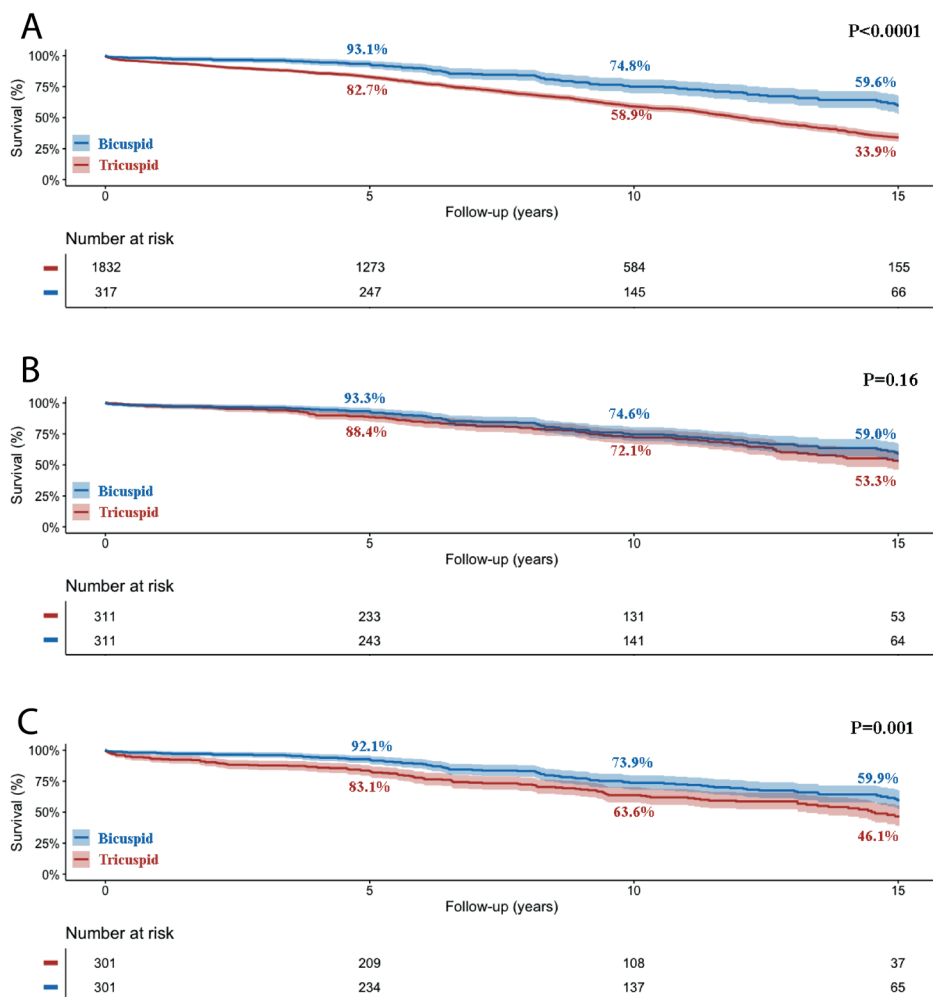 A
P<0.0001
Survival (%)
100%
75%
50%
25%
0%
93.1%
74.8%
59.6%
82.7%
58.9%
33.9%
Bicuspid
Tricuspid
0 5 10 15
Follow-up (years)
Number at risk
1832 1273 584 155
317 247 145 66
B
P=0.16
Survival (%)
100%
75%
50%
25%
0%
93.3%
74.6%
59.0%
88.4%
72.1%
53.3%
Bicuspid
Tricuspid
0 5 10 15
Follow-up (years)
Number at risk
311 233 131 53
311 243 141 64
C
P=0.001
Survival (%)
100%
75%
50%
25%
0%
92.1%
73.9%
59.9%
83.1%
63.6%
46.1%
Bicuspid
Tricuspid
0 5 10 15
Follow-up (years)
Number at risk
301 209 108 37
301 234 137 65